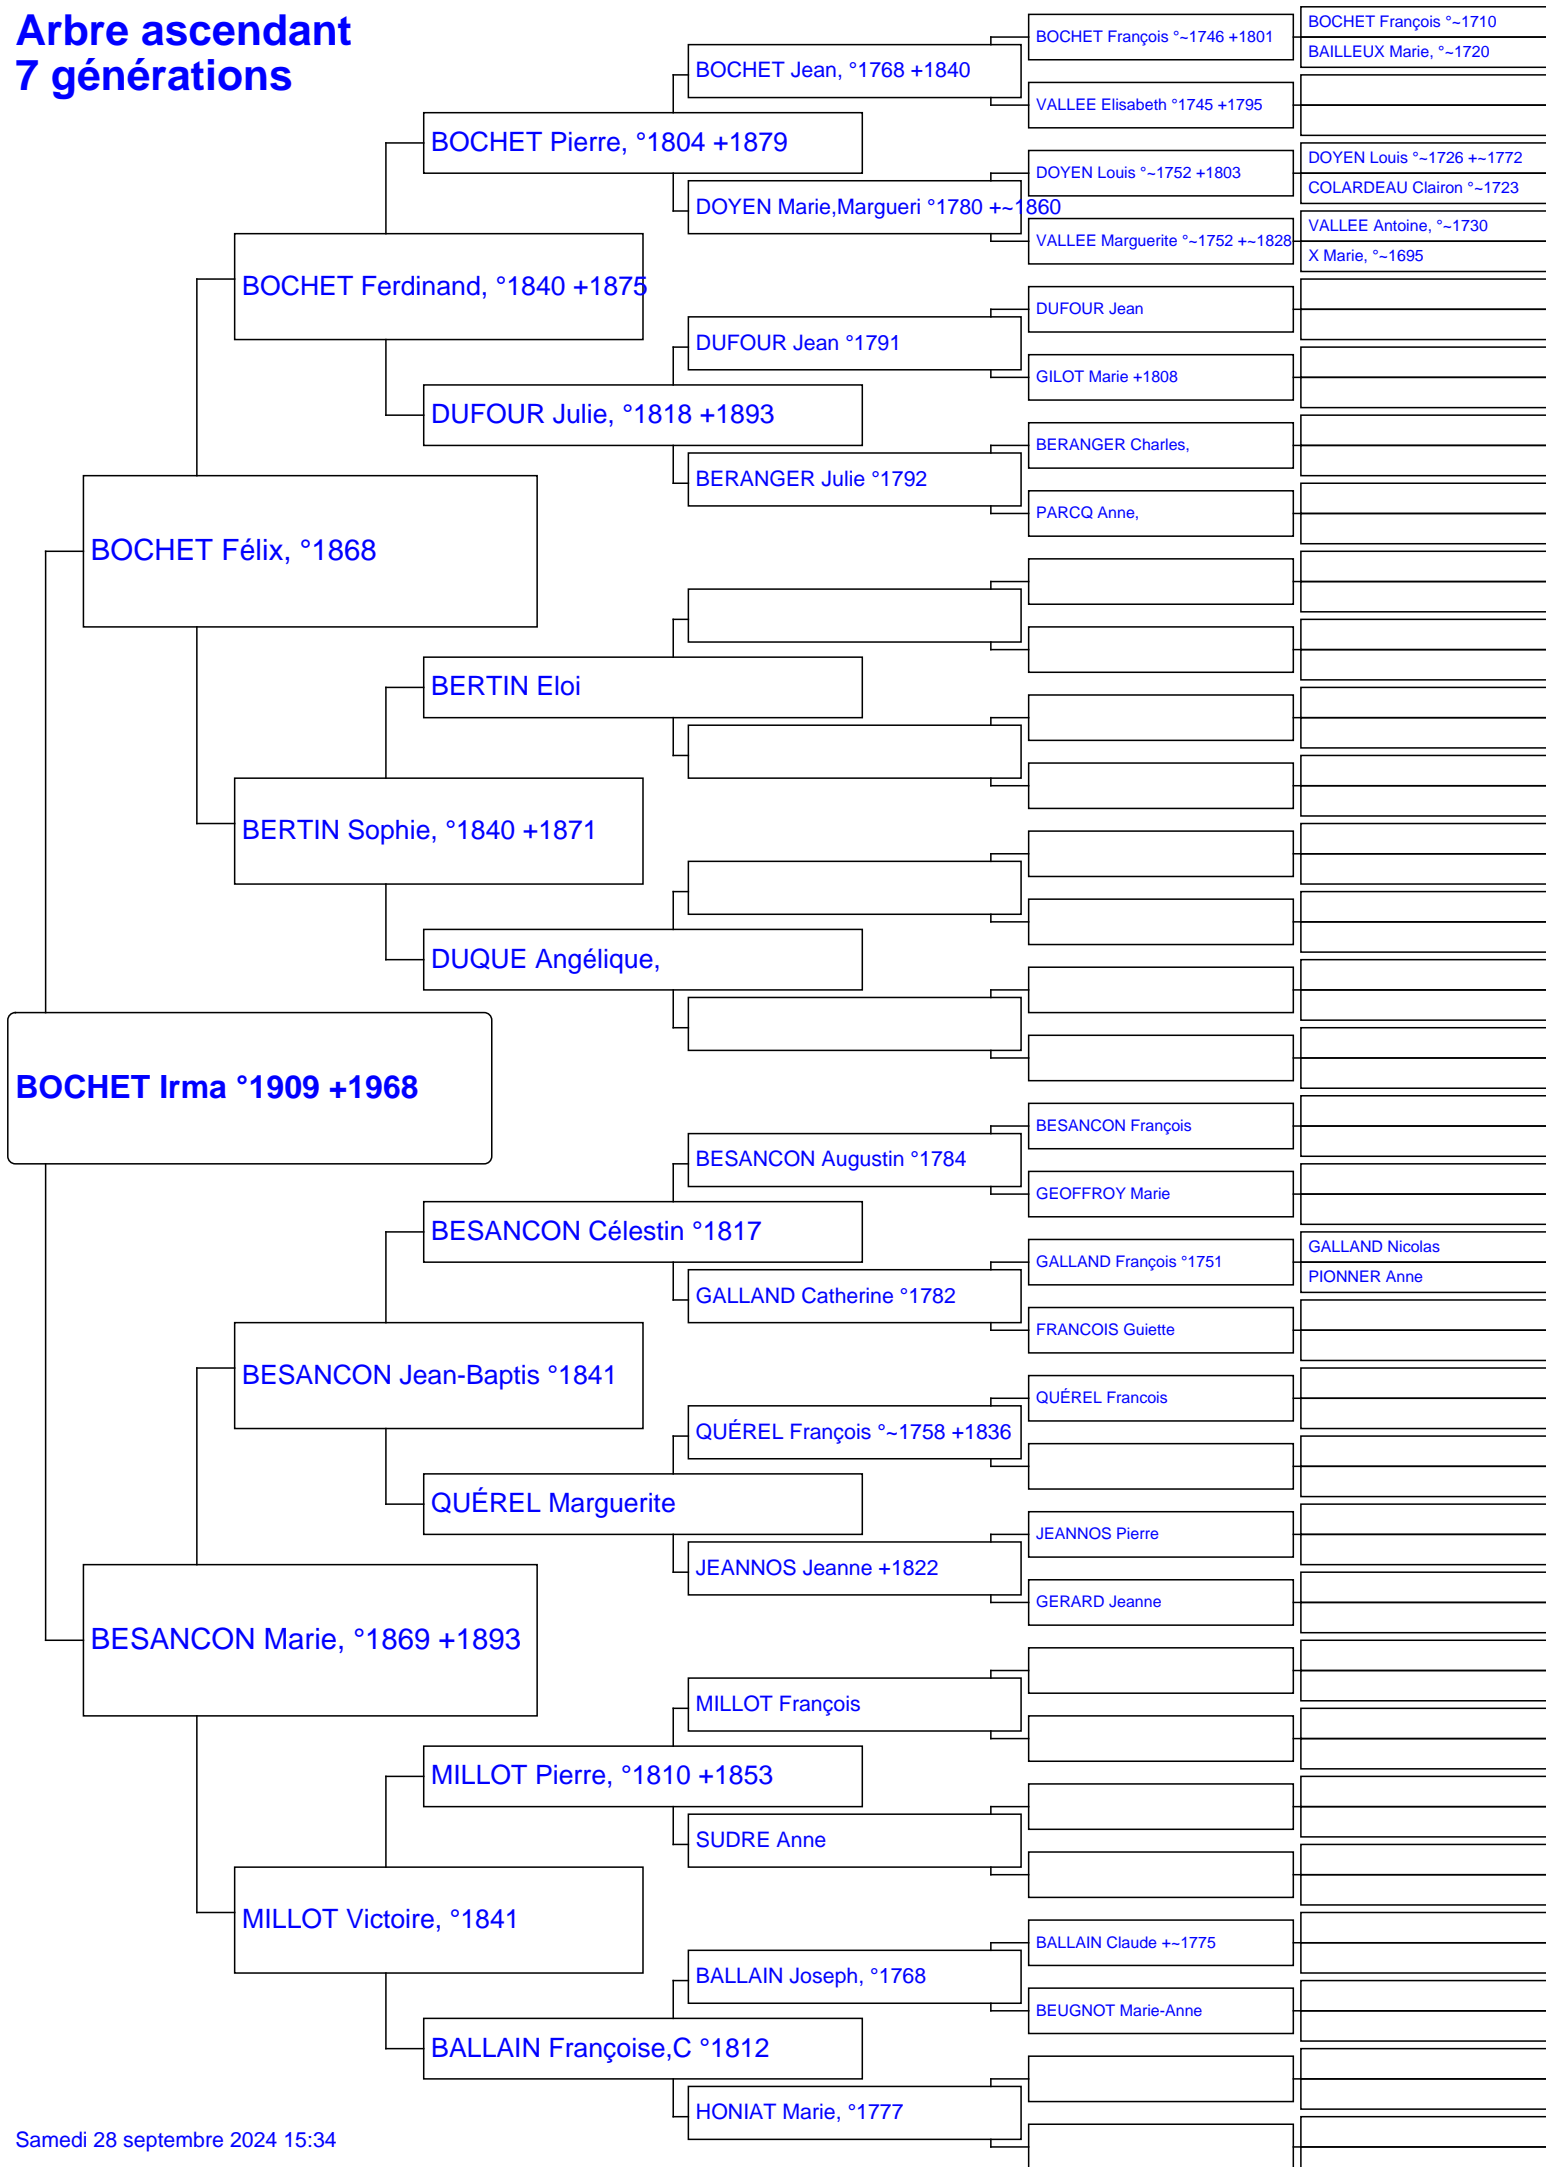 Arbre ascendant
7 générations
BOCHET François °~1710
BOCHET François °~1746 +1801
BAILLEUX Marie, °~1720
BOCHET Jean, °1768 +1840
VALLEE Elisabeth °1745 +1795
BOCHET Pierre, °1804 +1879
DOYEN Louis °~1726 +~1772
DOYEN Louis °~1752 +1803
COLARDEAU Clairon °~1723
DOYEN Marie,Margueri °1780 +~1860
VALLEE Antoine, °~1730
VALLEE Marguerite °~1752 +~1828
X Marie, °~1695
BOCHET Ferdinand, °1840 +1875
DUFOUR Jean
DUFOUR Jean °1791
GILOT Marie +1808
DUFOUR Julie, °1818 +1893
BERANGER Charles,
BERANGER Julie °1792
PARCQ Anne,
BOCHET Félix, °1868
BERTIN Eloi
BERTIN Sophie, °1840 +1871
DUQUE Angélique,
BOCHET Irma °1909 +1968
BESANCON François
BESANCON Augustin °1784
GEOFFROY Marie
BESANCON Célestin °1817
GALLAND Nicolas
GALLAND François °1751
PIONNER Anne
GALLAND Catherine °1782
FRANCOIS Guiette
BESANCON Jean-Baptis °1841
QUÉREL Francois
QUÉREL François °~1758 +1836
QUÉREL Marguerite
JEANNOS Pierre
JEANNOS Jeanne +1822
GERARD Jeanne
BESANCON Marie, °1869 +1893
MILLOT François
MILLOT Pierre, °1810 +1853
SUDRE Anne
MILLOT Victoire, °1841
BALLAIN Claude +~1775
BALLAIN Joseph, °1768
BEUGNOT Marie-Anne
BALLAIN Françoise,C °1812
HONIAT Marie, °1777
Samedi 28 septembre 2024 15:34